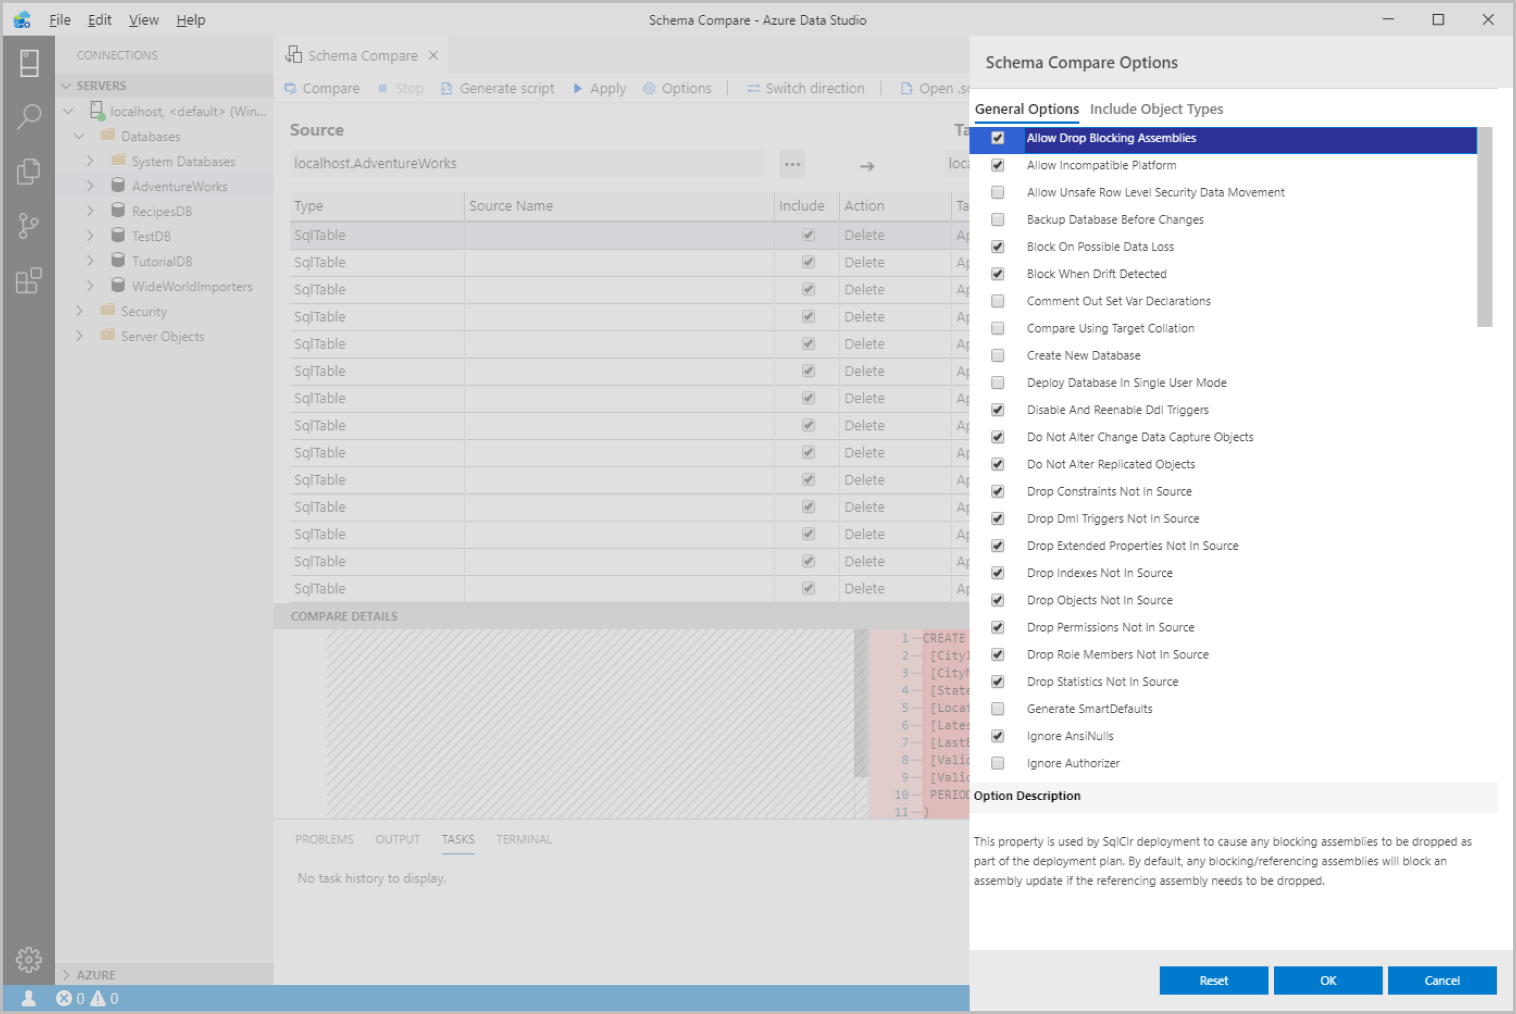 File Edit View Help
Schema Compare - Azure Data Studio
CONNECTIONS
SERVERS
localhost, <default> (Win...
Databases
System Databases
AdventureWorks
RecipesDB
TestDB
TutorialDB
WideWorldImporters
Security
Server Objects
AZURE
0 0
Schema Compare
Compare Stop Generate script Apply Options Switch direction Open .sc
Source Ta
localhost.AdventureWorks ... loca
Type Source Name Include Action Ta
SqlTable Delete Ap
SqlTable Delete Ap
SqlTable Delete Ap
SqlTable Delete Ap
SqlTable Delete Ap
SqlTable Delete Ap
SqlTable Delete Ap
SqlTable Delete Ap
SqlTable Delete Ap
SqlTable Delete Ap
SqlTable Delete Ap
SqlTable Delete Ap
SqlTable Delete Ap
SqlTable Delete Ap
COMPARE DETAILS
1 — CREATE
2 — [CityI
3 — [CityN
4 — [State
5 — [Locat
6 — [Lates
7 — [LastE
8 — [Valid
9 — [Valid
10 — PERIOD
11 — )
PROBLEMS OUTPUT TASKS TERMINAL
No task history to display.
Schema Compare Options
General Options Include Object Types
Allow Drop Blocking Assemblies
Allow Incompatible Platform
Allow Unsafe Row Level Security Data Movement
Backup Database Before Changes
Block On Possible Data Loss
Block When Drift Detected
Comment Out Set Var Declarations
Compare Using Target Collation
Create New Database
Deploy Database In Single User Mode
Disable And Reenable Ddl Triggers
Do Not Alter Change Data Capture Objects
Do Not Alter Replicated Objects
Drop Constraints Not In Source
Drop Dml Triggers Not In Source
Drop Extended Properties Not In Source
Drop Indexes Not In Source
Drop Objects Not In Source
Drop Permissions Not In Source
Drop Role Members Not In Source
Drop Statistics Not In Source
Generate SmartDefaults
Ignore AnsiNulls
Ignore Authorizer
Option Description
This property is used by SqlClr deployment to cause any blocking assemblies to be dropped as
part of the deployment plan. By default, any blocking/referencing assemblies will block an
assembly update if the referencing assembly needs to be dropped.
Reset OK Cancel